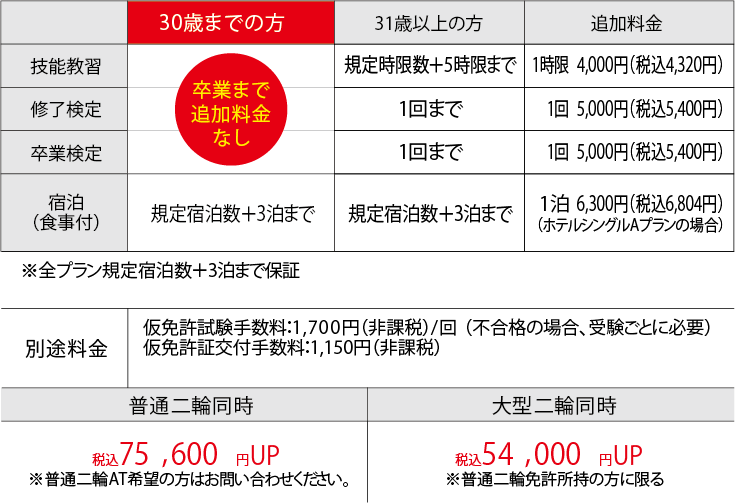 30歳までの方 31歳以上の方 追加料金
技能教習 規定時限数+5時限まで 1時限 4,000円(税込4,320円)
卒業まで
追加料金
なし
修了検定 1回まで 1回 5,000円(税込5,400円)
卒業検定 1回まで 1回 5,000円(税込5,400円)
宿泊
(食事付)
規定宿泊数+3泊まで 規定宿泊数+3泊まで 1泊 6,300円(税込6,804円)
(ホテルシングルAプランの場合)
※全プラン規定宿泊数+3泊まで保証
別途料金
仮免許試験手数料:1,700円(非課税)/回 (不合格の場合、受験ごとに必要)
仮免許証交付手数料:1,150円(非課税)
普通二輪同時 大型二輪同時
税込75,600 円UP 税込54,000 円UP
※普通二輪AT希望の方はお問い合わせください。 ※普通二輪免許所持の方に限る